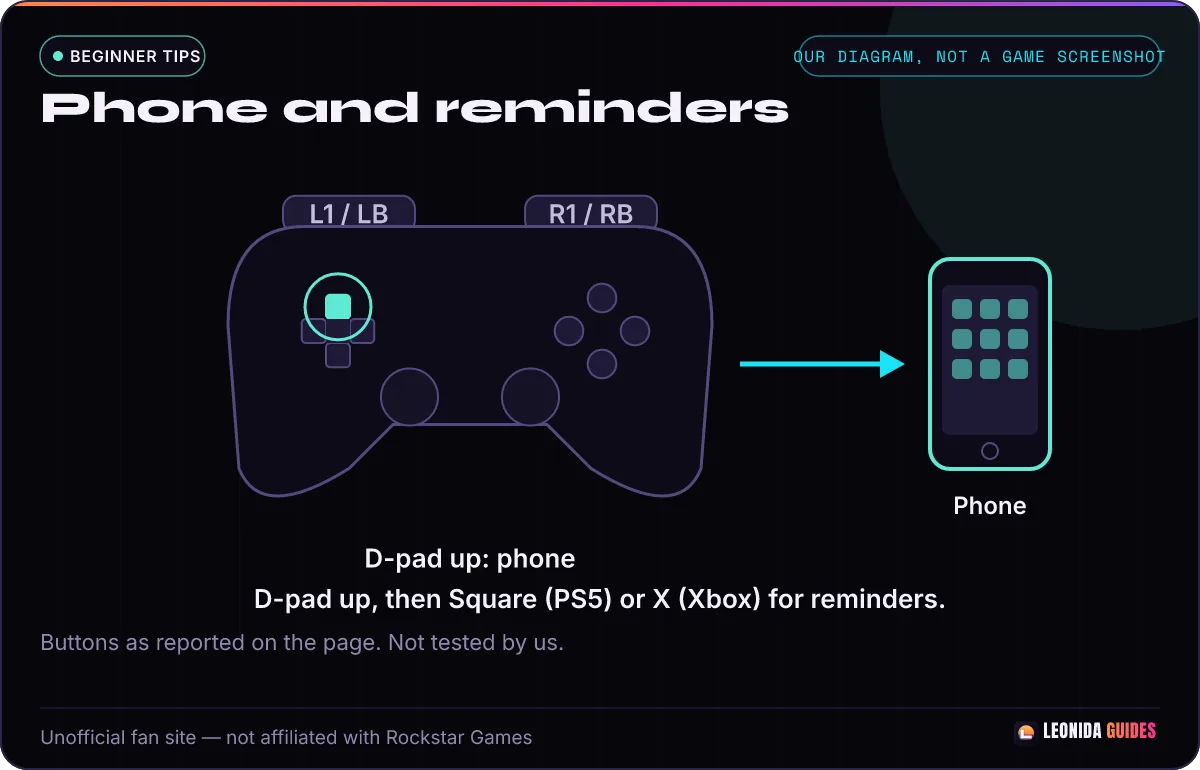 BEGINNER TIPS
OUR DIAGRAM, NOT A GAME SCREENSHOT
Phone and reminders
L1 / LB
R1 / RB
Phone
D-pad up: phone
D-pad up, then Square (PS5) or X (Xbox) for reminders.
Buttons as reported on the page. Not tested by us.
Unofficial fan site — not affiliated with Rockstar Games
LEONIDA GUIDES